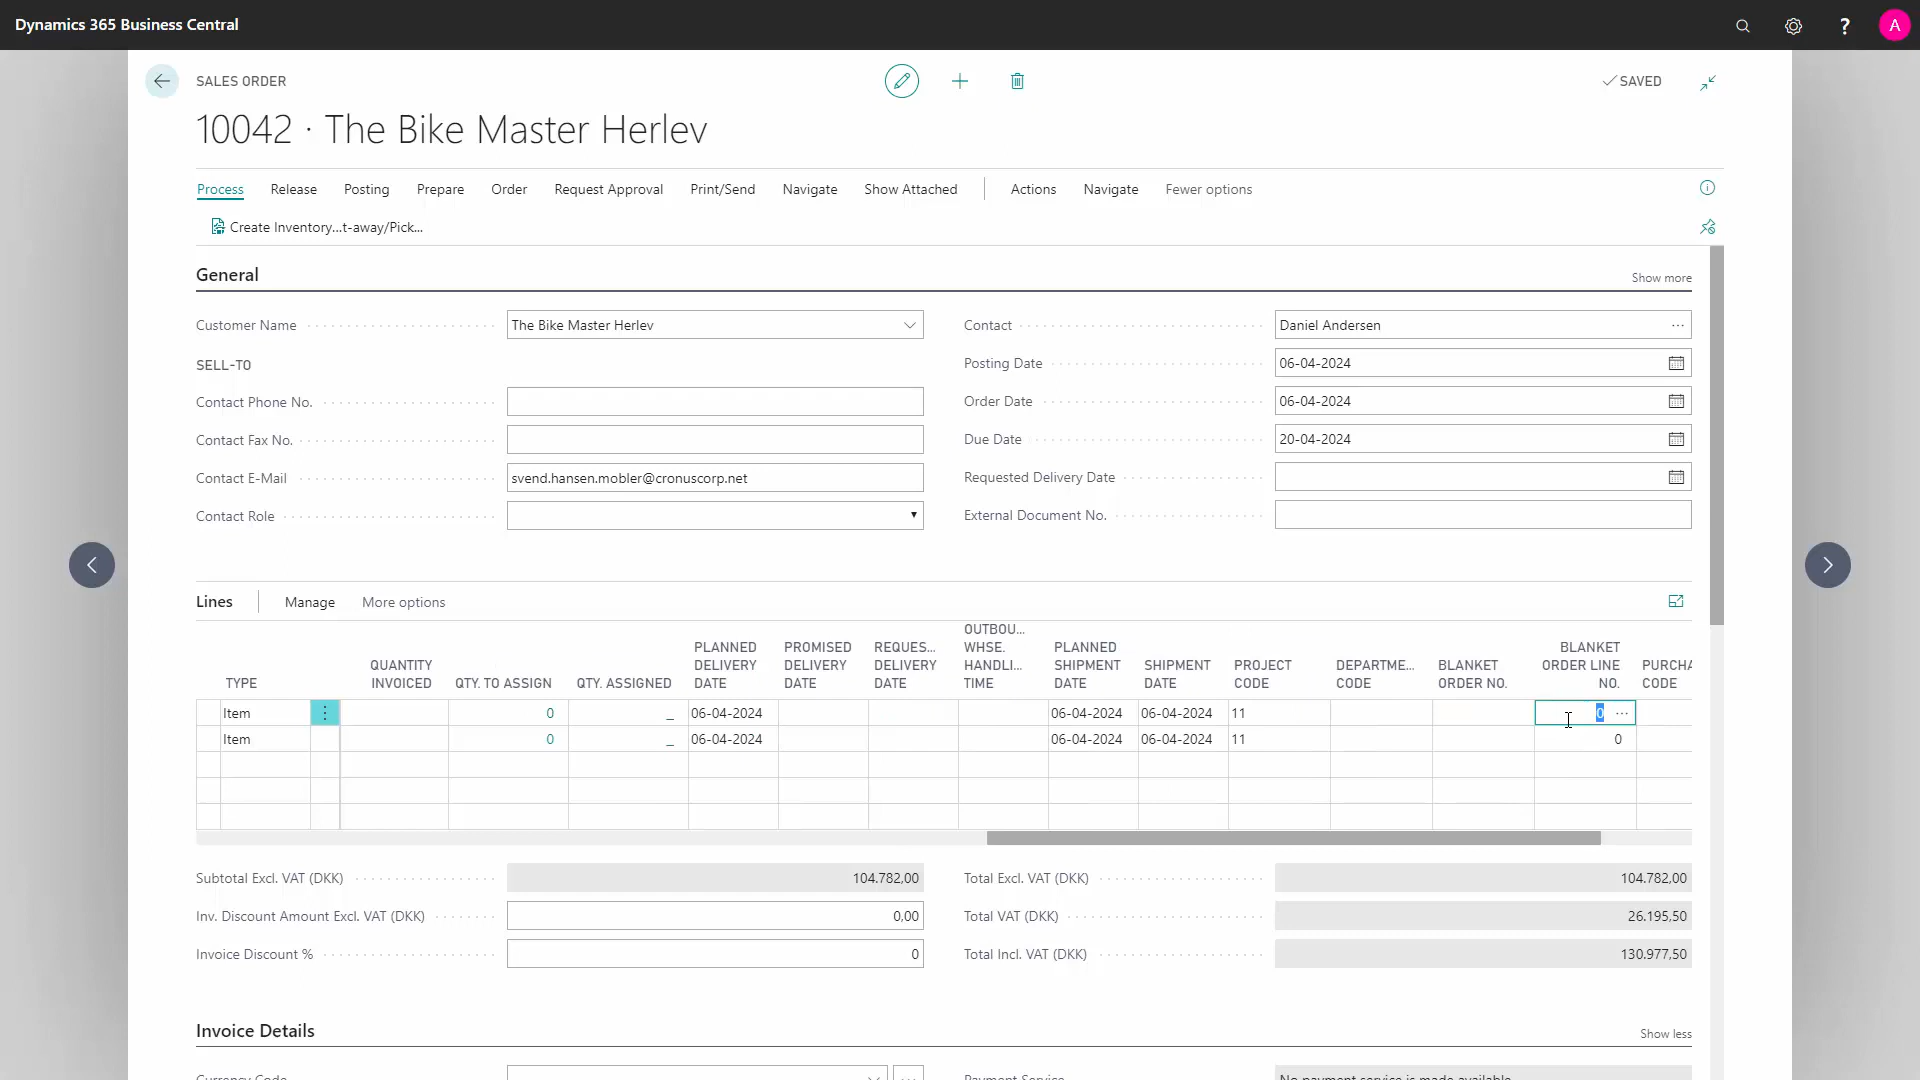 Dynamics 365 Business Central
?
A
SALES ORDER
SAVED
10042 · The Bike Master Herlev
Process Release Posting Prepare Order Request Approval Print/Send Navigate Show Attached Actions Navigate Fewer options
Create Inventory...t-away/Pick...
General
Show more
Customer Name The Bike Master Herlev
SELL-TO
Contact Phone No.
Contact Fax No.
Contact E-Mail svend.hansen.mobler@cronuscorp.net
Contact Role
Contact Daniel Andersen ...
Posting Date 06-04-2024
Order Date 06-04-2024
Due Date 20-04-2024
Requested Delivery Date
External Document No.
Lines Manage More options
TYPE
QUANTITY
INVOICED
QTY. TO ASSIGN
QTY. ASSIGNED
PLANNED
DELIVERY
DATE
PROMISED
DELIVERY
DATE
REQUES...
DELIVERY
DATE
OUTBOU...
WHSE.
HANDLI...
TIME
PLANNED
SHIPMENT
DATE
SHIPMENT
DATE
PROJECT
CODE
DEPARTME...
CODE
BLANKET
ORDER NO.
BLANKET
ORDER LINE
NO.
PURCHA
CODE
Item 0 _ 06-04-2024 06-04-2024 06-04-2024 11 0 ...
Item 0 _ 06-04-2024 06-04-2024 06-04-2024 11 0
Subtotal Excl. VAT (DKK) 104.782,00
Inv. Discount Amount Excl. VAT (DKK) 0,00
Invoice Discount % 0
Total Excl. VAT (DKK) 104.782,00
Total VAT (DKK) 26.195,50
Total Incl. VAT (DKK) 130.977,50
Invoice Details
Show less
Currency Code
Payment Service No payment service is made available.